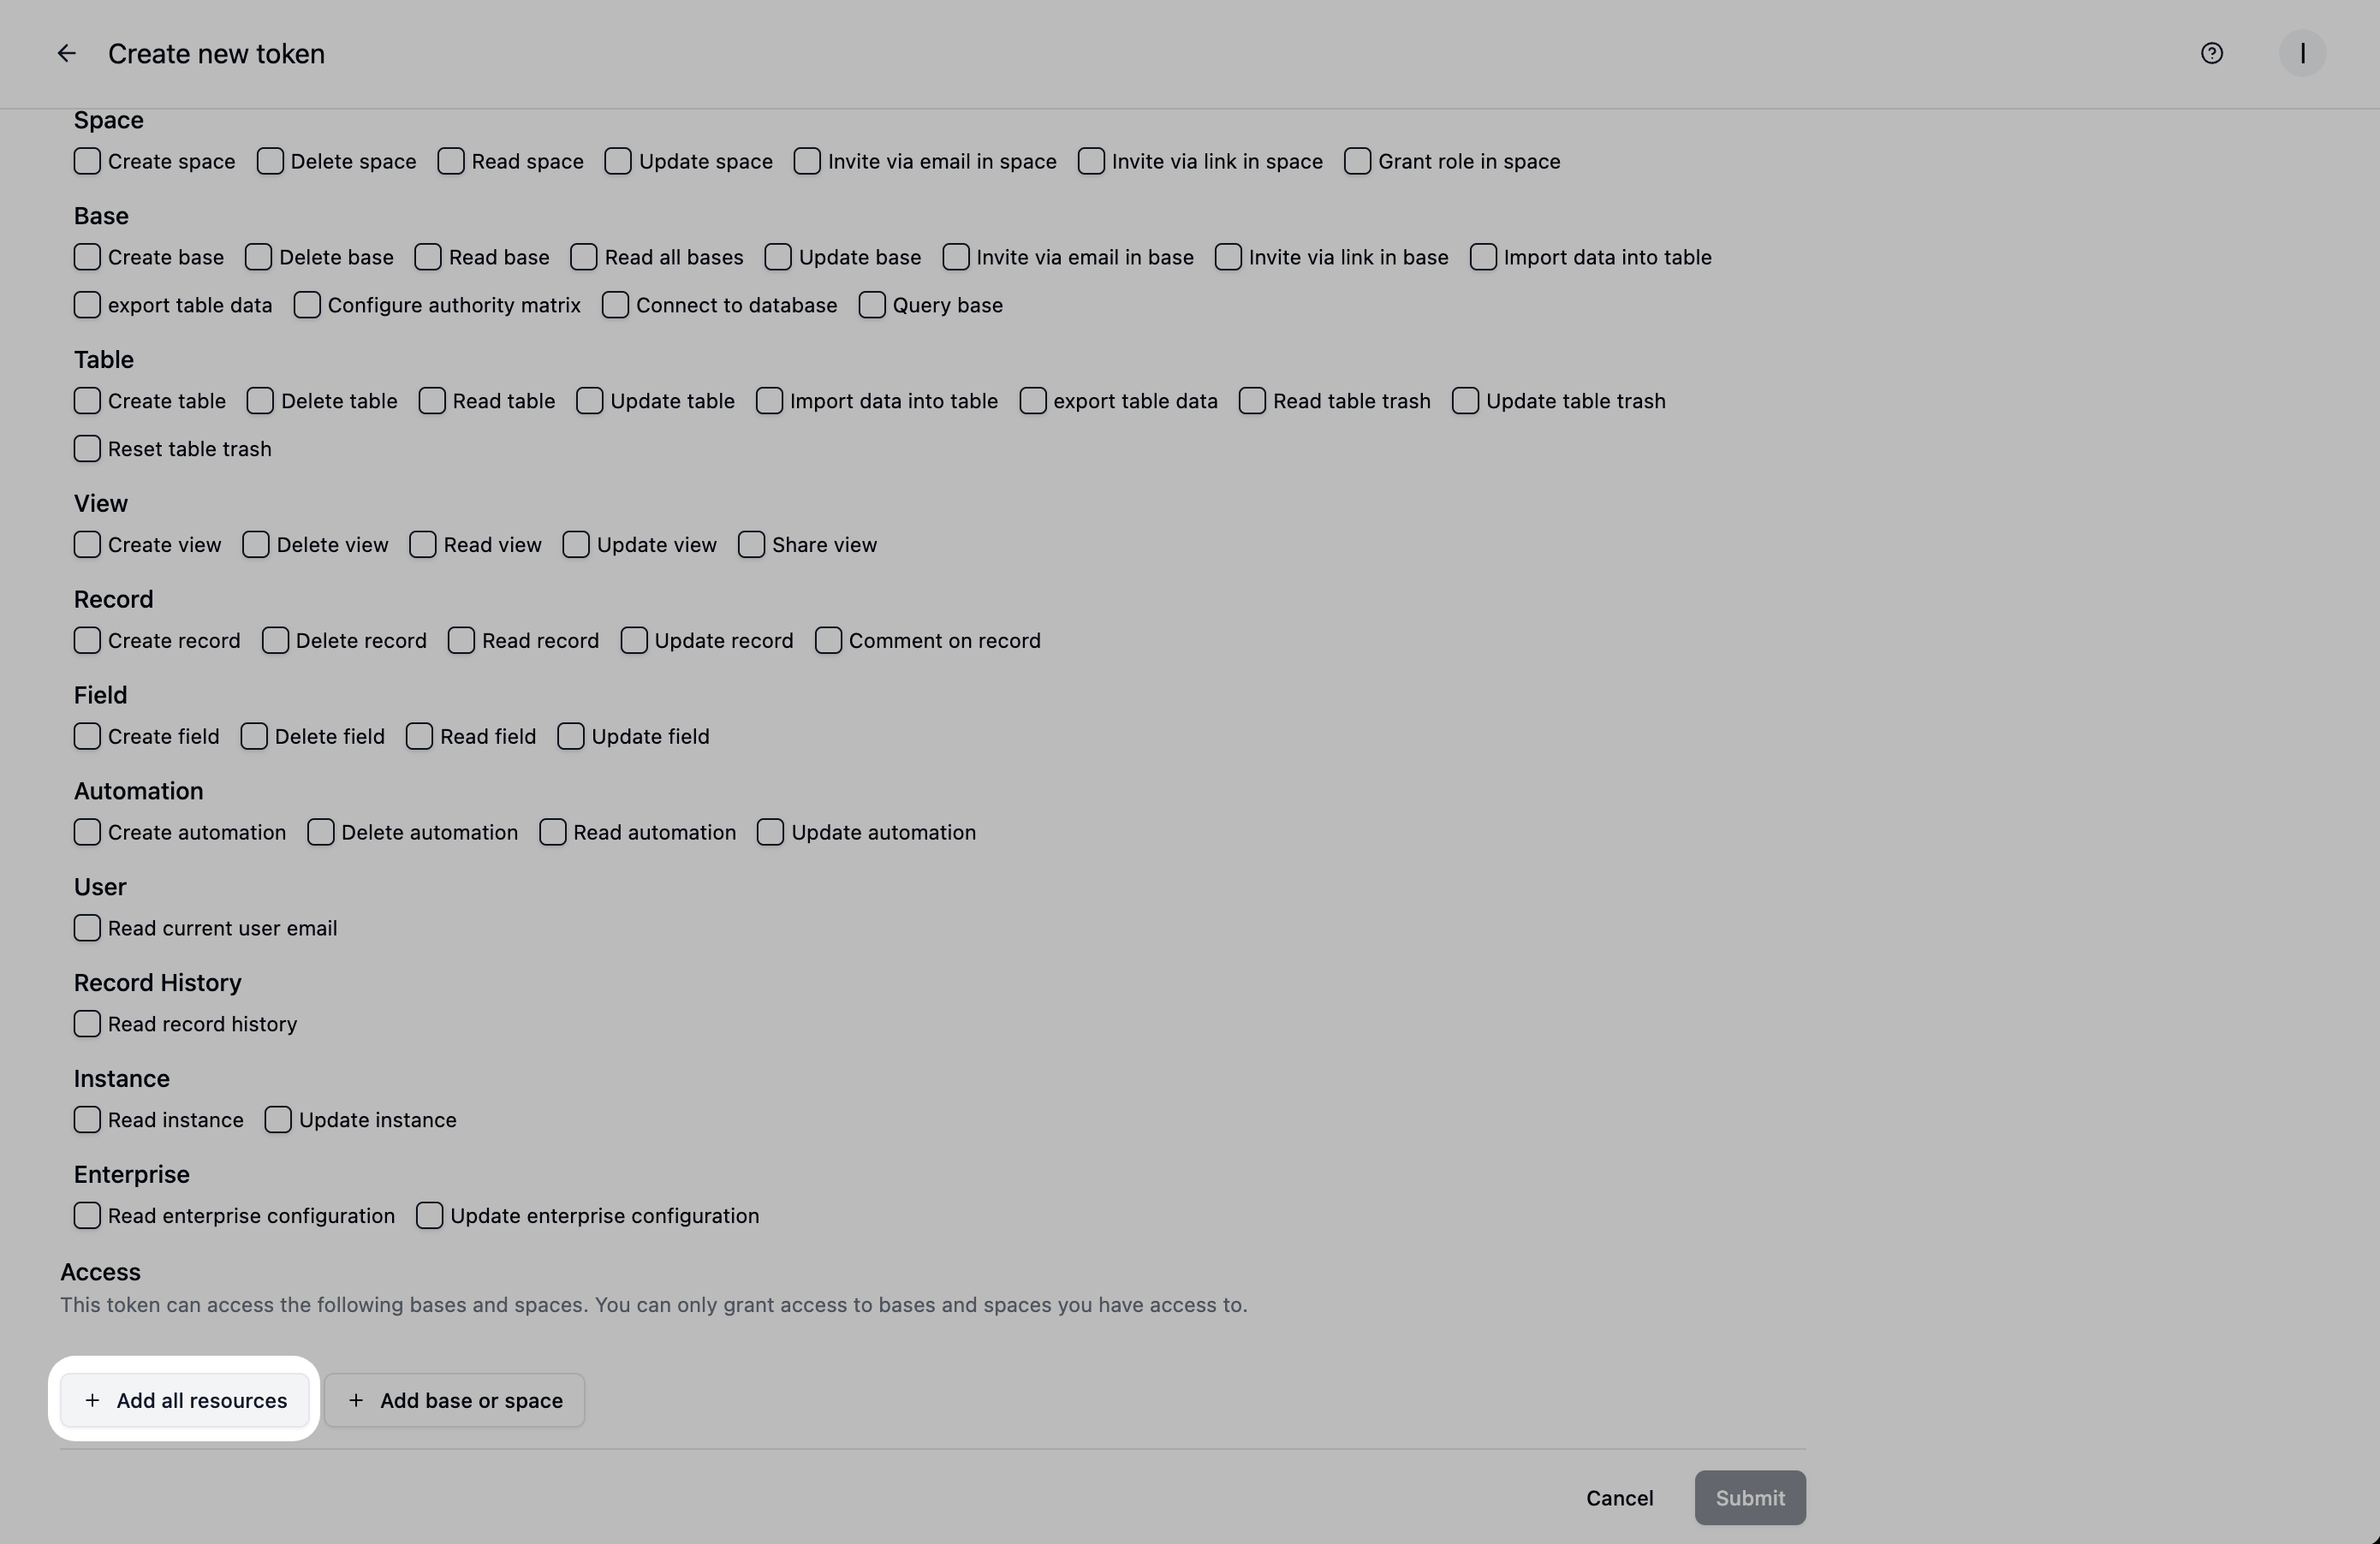 Create new token
I
Space
Create space Delete space Read space Update space Invite via email in space Invite via link in space Grant role in space
Base
Create base Delete base Read base Read all bases Update base Invite via email in base Invite via link in base Import data into table
export table data Configure authority matrix Connect to database Query base
Table
Create table Delete table Read table Update table Import data into table export table data Read table trash Update table trash
Reset table trash
View
Create view Delete view Read view Update view Share view
Record
Create record Delete record Read record Update record Comment on record
Field
Create field Delete field Read field Update field
Automation
Create automation Delete automation Read automation Update automation
User
Read current user email
Record History
Read record history
Instance
Read instance Update instance
Enterprise
Read enterprise configuration Update enterprise configuration
Access
This token can access the following bases and spaces. You can only grant access to bases and spaces you have access to.
+ Add all resources + Add base or space
Cancel Submit